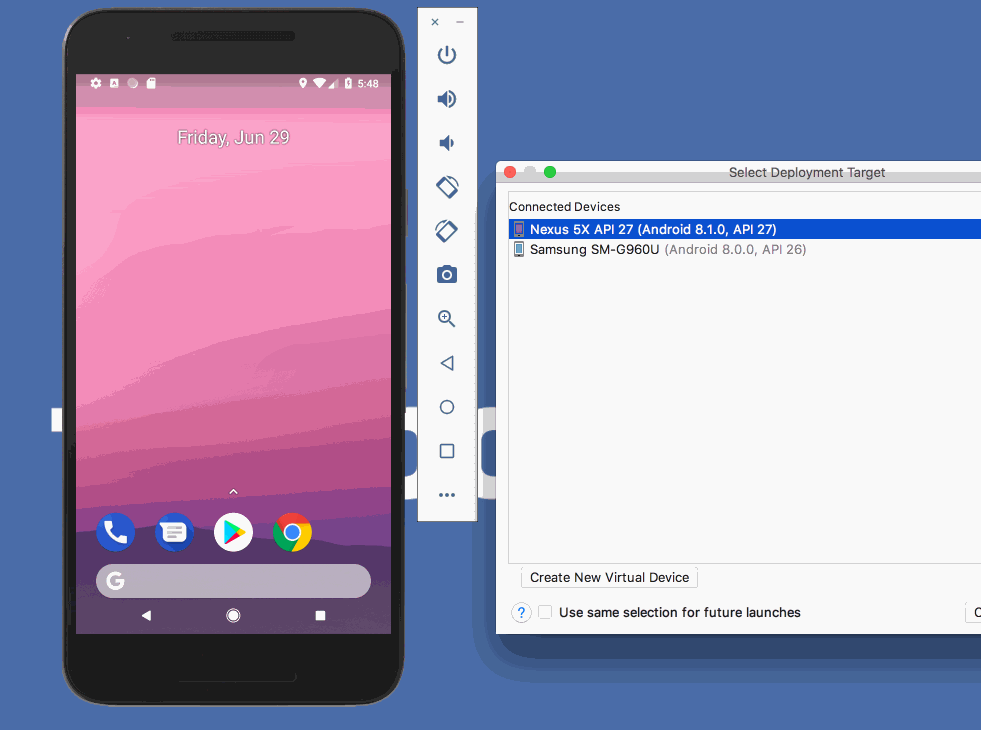 5:48
Friday, Jun 29
G
Select Deployment Target
Connected Devices
Nexus 5X API 27 (Android 8.1.0, API 27)
Samsung SM-G960U (Android 8.0.0, API 26)
Create New Virtual Device
? Use same selection for future launches